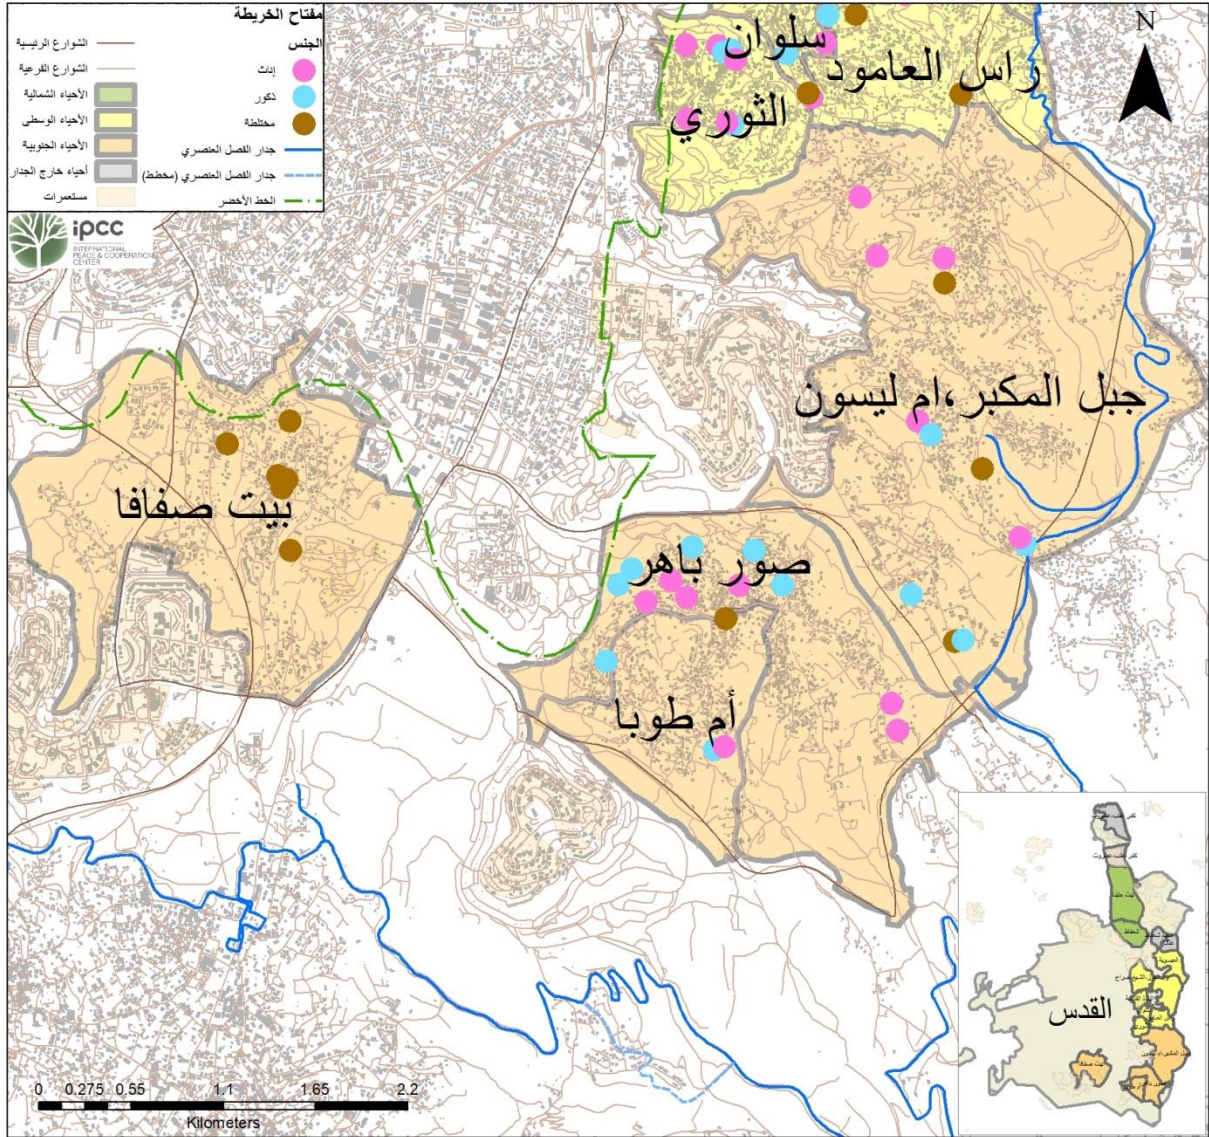 مفتاح الخريطة
الجنس
إناث
ذكور
مختلطة
جدار الفصل العنصري
جدار الفصل العنصري (مخطط)
الخط الأخضر
الشوارع الرئيسية
الشوارع الفرعية
الأحياء الشمالية
الأحياء الوسطى
الأحياء الجنوبية
أحياء خارج الجدار
مستعمرات
ipcc
INTERNATIONAL
PEACE & COOPERATION
CENTER
N
سلوان
راس العامود
الثوري
جبل المكبر،ام ليسون
بيت صفافا
صور باهر
أم طوبا
القدس
العيسوية
بيت صفافا
0 0.275 0.55 1.1 1.65 2.2
Kilometers